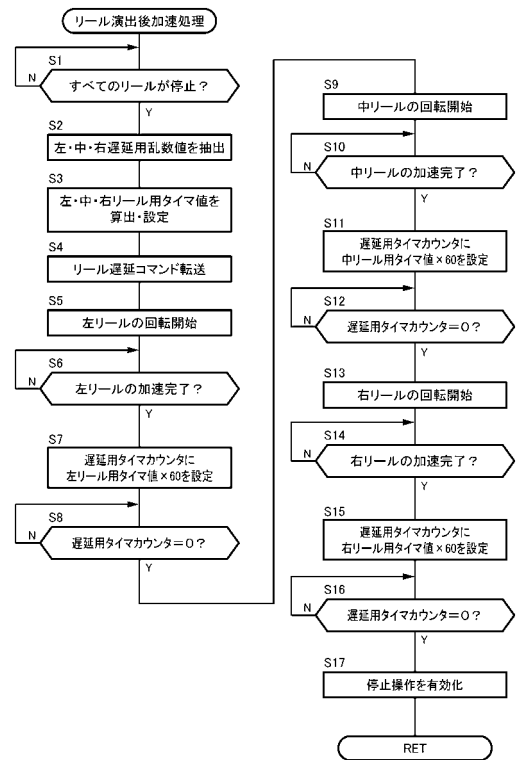 リール演出後加速処理
S1
すべてのリールが停止？
N
Y
S2
左・中・右遅延用乱数値を抽出
S3
左・中・右リール用タイマ値を
算出・設定
S4
リール遅延コマンド転送
S5
左リールの回転開始
S6
左リールの加速完了？
N
Y
S7
遅延用タイマカウンタに
左リール用タイマ値×60を設定
S8
遅延用タイマカウンタ＝0？
N
Y
S9
中リールの回転開始
S10
中リールの加速完了？
N
Y
S11
遅延用タイマカウンタに
中リール用タイマ値×60を設定
S12
遅延用タイマカウンタ＝0？
N
Y
S13
右リールの回転開始
S14
右リールの加速完了？
N
Y
S15
遅延用タイマカウンタに
右リール用タイマ値×60を設定
S16
遅延用タイマカウンタ＝0？
N
Y
S17
停止操作を有効化
RET